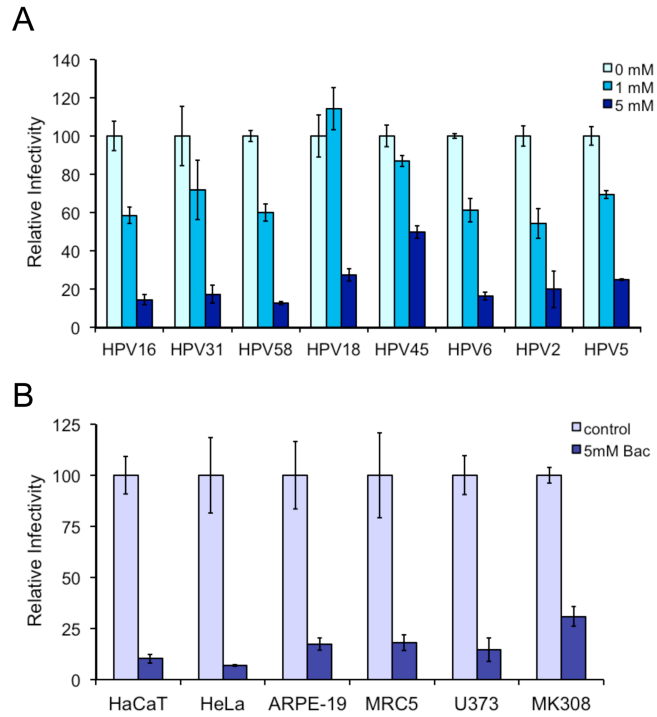 A
140
120
100
80
60
40
20
0
Relative Infectivity
0 mM
1 mM
5 mM
HPV16 HPV31 HPV58 HPV18 HPV45 HPV6 HPV2 HPV5
B
125
100
75
50
25
0
Relative Infectivity
control
5mM Bac
HaCaT HeLa ARPE-19 MRC5 U373 MK308